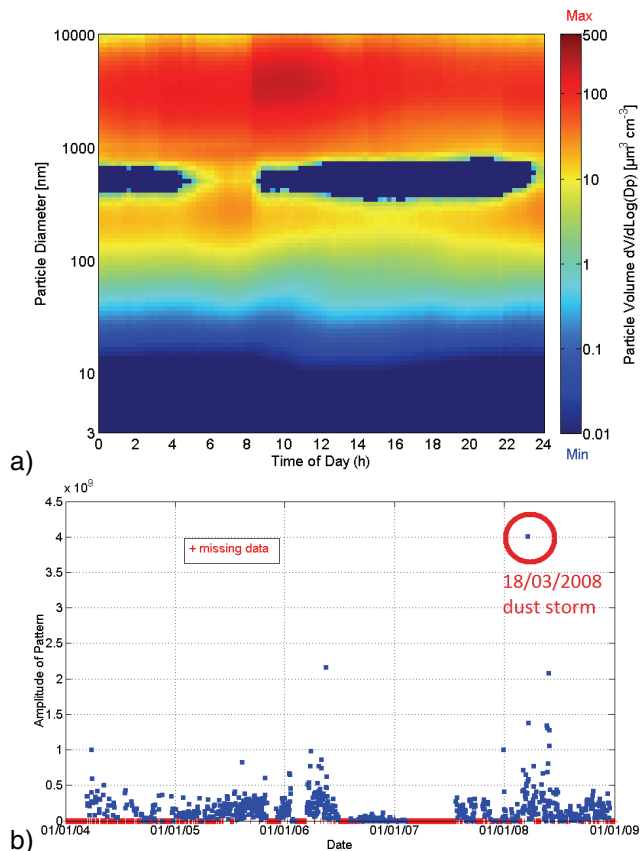 Max
10000
1000
100
10
3
Particle Diameter [nm]
0 2 4 6 8 10 12 14 16 18 20 22 24
Time of Day (h)
500
100
10
1
0.1
0.01
Particle Volume dV/dLog(Dp) [µm³ cm⁻³]
Min
a)
x 10⁹
4.5
4
3.5
3
2.5
2
1.5
1
0.5
0
Amplitude of Pattern
+ missing data
18/03/2008
dust storm
01/01/04 01/01/05 01/01/06 01/01/07 01/01/08 01/01/09
Date
b)